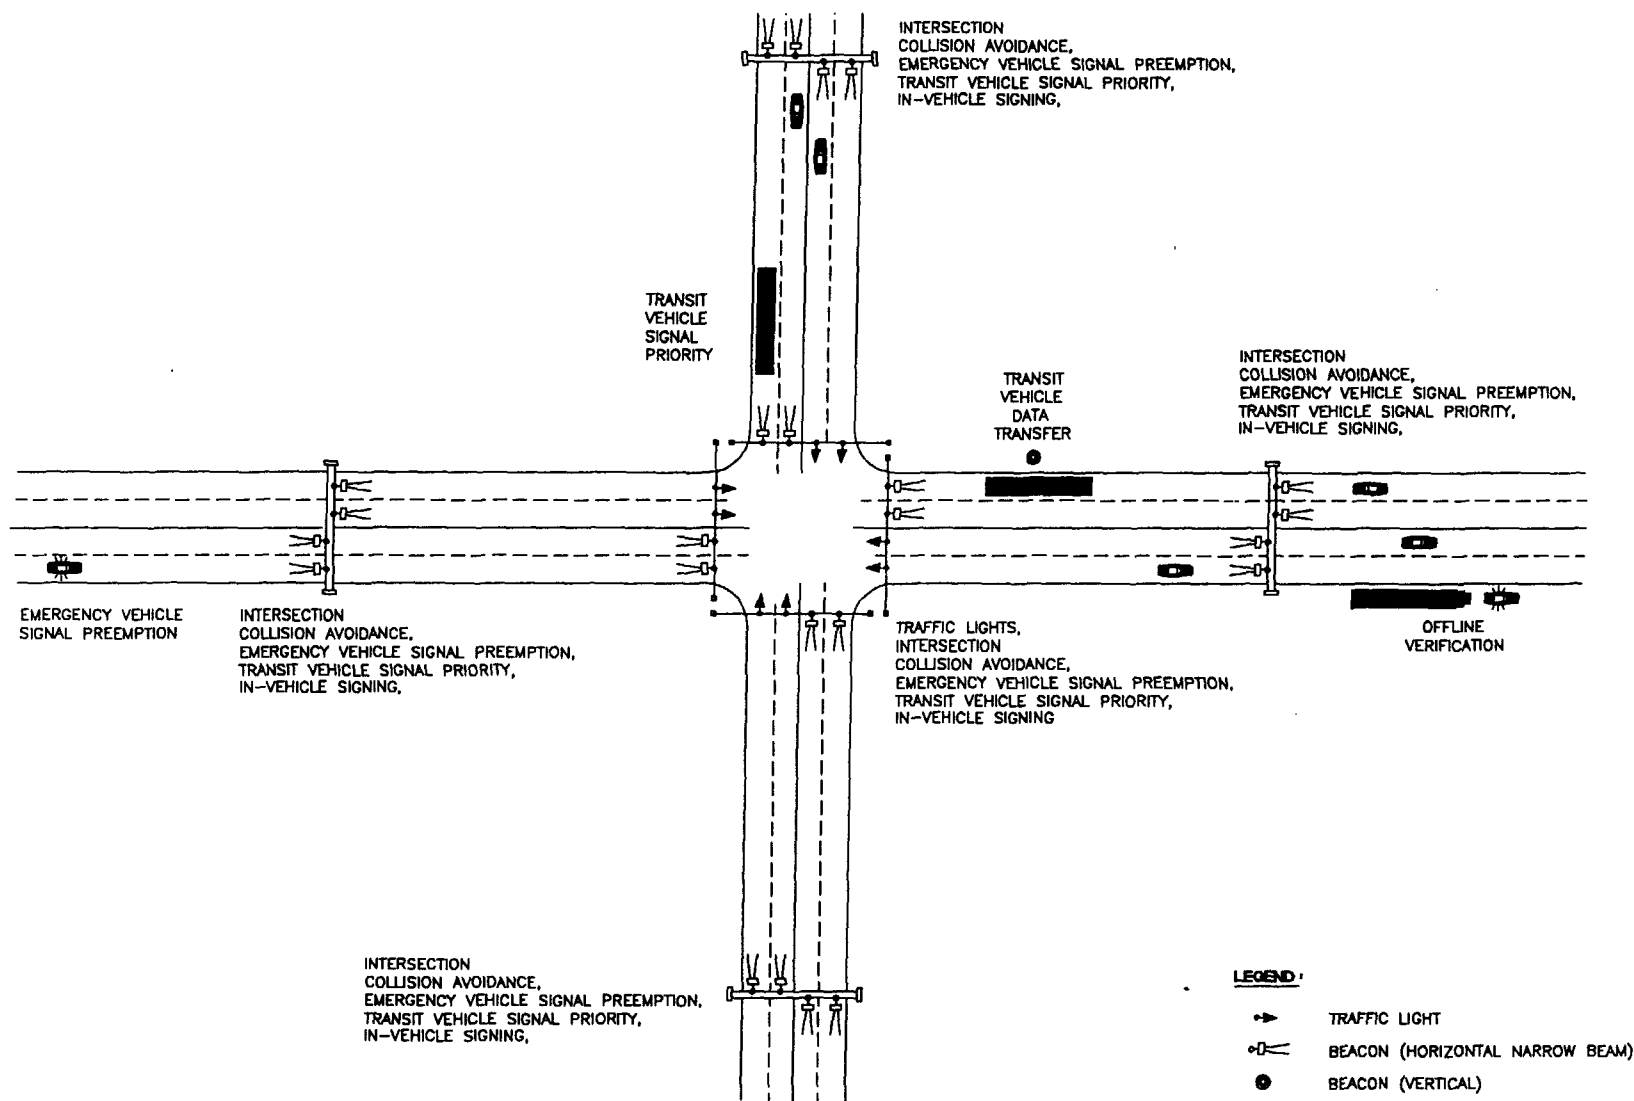 INTERSECTION
COLLISION AVOIDANCE,
EMERGENCY VEHICLE SIGNAL PREEMPTION,
TRANSIT VEHICLE SIGNAL PRIORITY,
IN-VEHICLE SIGNING,
TRANSIT
VEHICLE
SIGNAL
PRIORITY
TRANSIT
VEHICLE
DATA
TRANSFER
INTERSECTION
COLLISION AVOIDANCE,
EMERGENCY VEHICLE SIGNAL PREEMPTION,
TRANSIT VEHICLE SIGNAL PRIORITY,
IN-VEHICLE SIGNING,
EMERGENCY VEHICLE
SIGNAL PREEMPTION
INTERSECTION
COLLISION AVOIDANCE,
EMERGENCY VEHICLE SIGNAL PREEMPTION,
TRANSIT VEHICLE SIGNAL PRIORITY,
IN-VEHICLE SIGNING,
TRAFFIC LIGHTS,
INTERSECTION
COLLISION AVOIDANCE,
EMERGENCY VEHICLE SIGNAL PREEMPTION,
TRANSIT VEHICLE SIGNAL PRIORITY,
IN-VEHICLE SIGNING
OFFLINE
VERIFICATION
INTERSECTION
COLLISION AVOIDANCE,
EMERGENCY VEHICLE SIGNAL PREEMPTION,
TRANSIT VEHICLE SIGNAL PRIORITY,
IN-VEHICLE SIGNING,
LEGEND:
TRAFFIC LIGHT
BEACON (HORIZONTAL NARROW BEAM)
BEACON (VERTICAL)